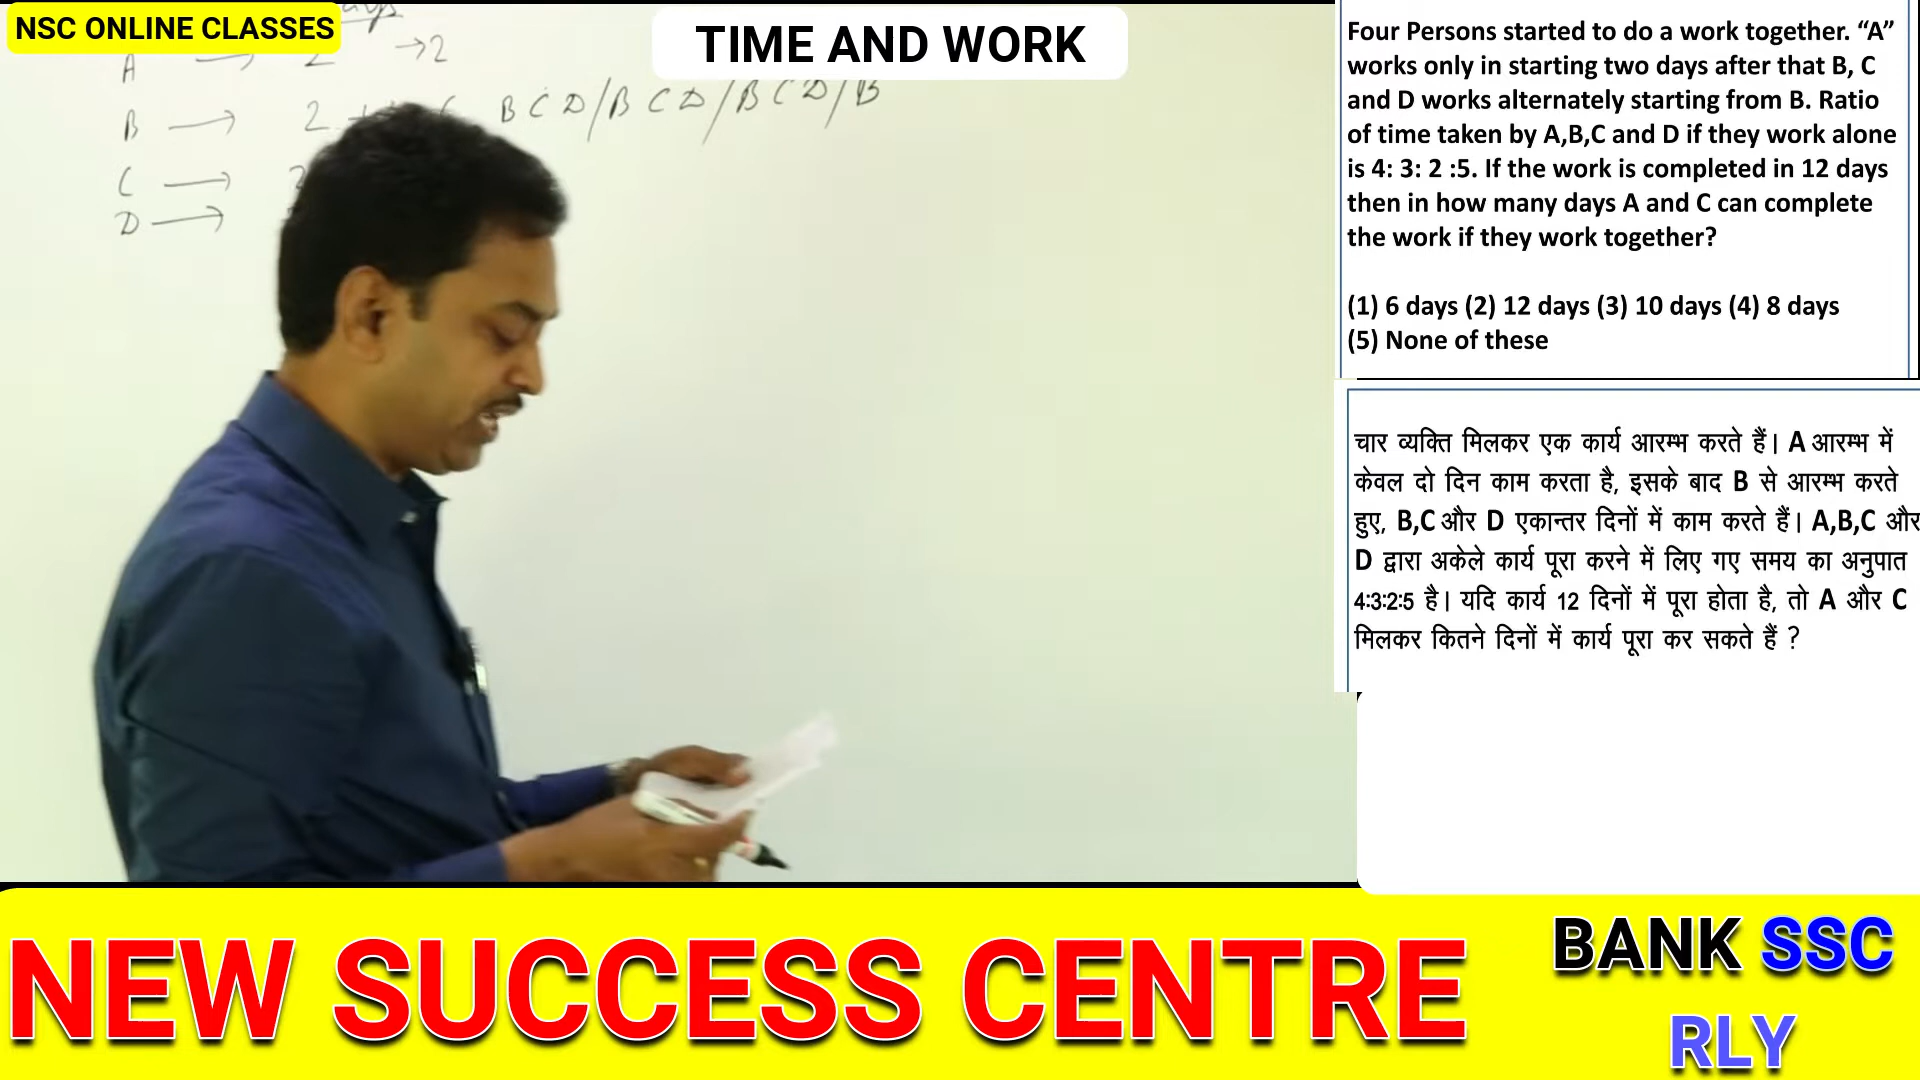 NSC ONLINE CLASSES
TIME AND WORK
A → 2 →2
B → 2 + B C D/B C D/B C D/B
C →
D →
Four Persons started to do a work together. “A”
works only in starting two days after that B, C
and D works alternately starting from B. Ratio
of time taken by A,B,C and D if they work alone
is 4: 3: 2 :5. If the work is completed in 12 days
then in how many days A and C can complete
the work if they work together?
(1) 6 days (2) 12 days (3) 10 days (4) 8 days
(5) None of these
चार व्यक्ति मिलकर एक कार्य आरम्भ करते हैं। A आरम्भ में
केवल दो दिन काम करता है, इसके बाद B से आरम्भ करते
हुए, B,C और D एकान्तर दिनों में काम करते हैं। A,B,C और
D द्वारा अकेले कार्य पूरा करने में लिए गए समय का अनुपात
4:3:2:5 है। यदि कार्य 12 दिनों में पूरा होता है, तो A और C
मिलकर कितने दिनों में कार्य पूरा कर सकते हैं ?
NEW SUCCESS CENTRE
BANK SSC
RLY